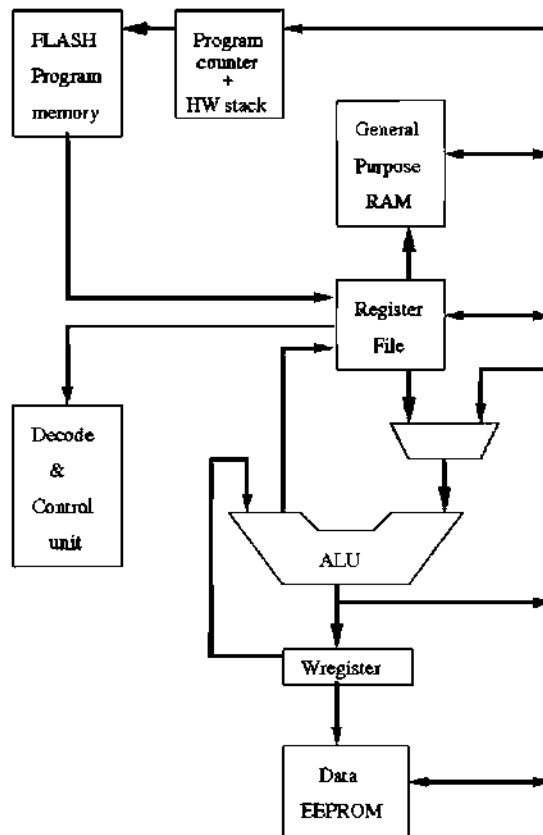 FLASH
Program
memory
Program
counter
+
HW stack
General
Purpose
RAM
Register
File
Decode
&
Control
unit
ALU
Wregister
Data
EEPROM